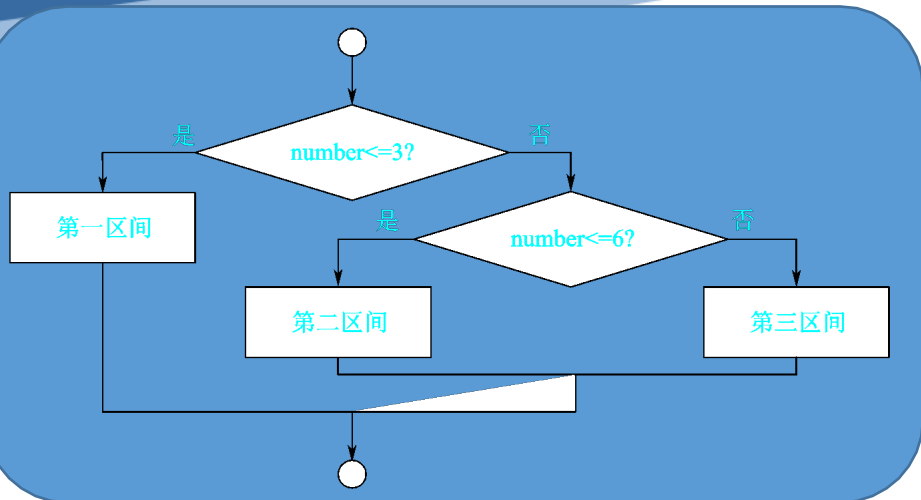 是
否
number<=3?
第一区间
是
否
number<=6?
第二区间
第三区间